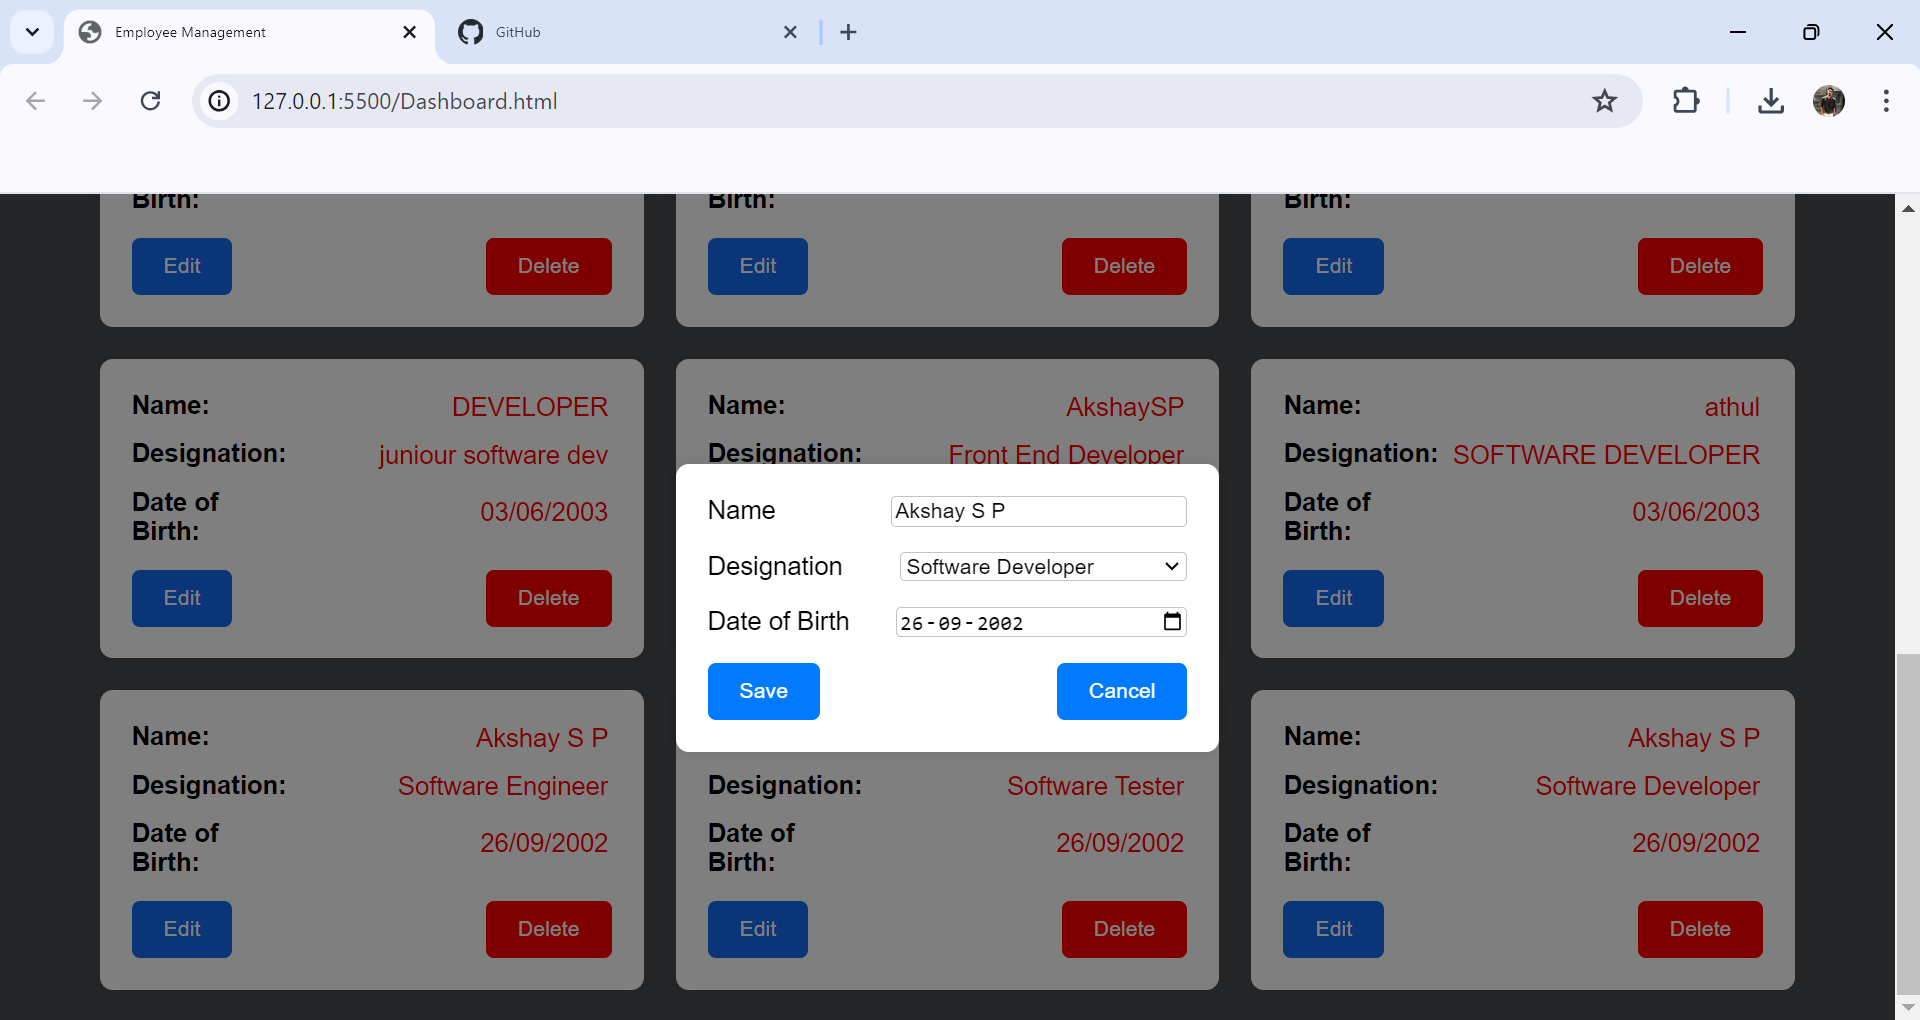 Employee Management
GitHub
127.0.0.1:5500/Dashboard.html
Birth:
Birth:
Birth:
Edit Delete
Edit Delete
Edit Delete
Name: DEVELOPER
Designation: juniour software dev
Date of
Birth: 03/06/2003
Edit Delete
Name: AkshaySP
Designation: Front End Developer
Name: athul
Designation: SOFTWARE DEVELOPER
Date of
Birth: 03/06/2003
Edit Delete
Name Akshay S P
Designation Software Developer
Date of Birth 26-09-2002
Save Cancel
Name: Akshay S P
Designation: Software Engineer
Date of
Birth: 26/09/2002
Edit Delete
Designation: Software Tester
Date of
Birth: 26/09/2002
Edit Delete
Name: Akshay S P
Designation: Software Developer
Date of
Birth: 26/09/2002
Edit Delete